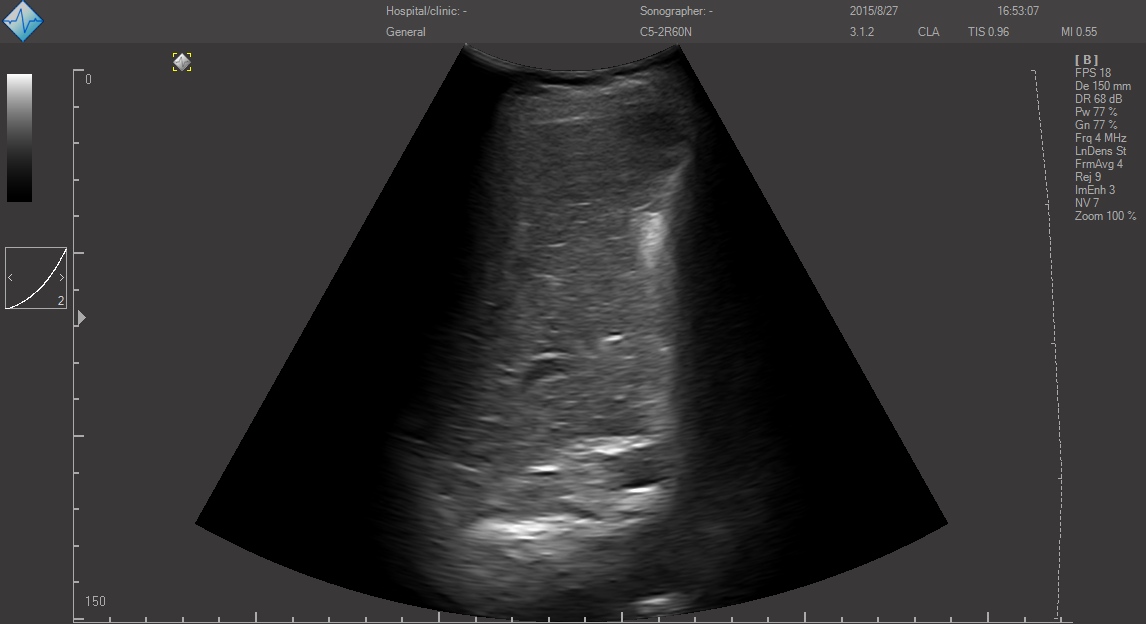 Hospital/clinic: -
Sonographer: -
2015/8/27
16:53:07
General
C5-2R60N
3.1.2
CLA
TIS 0.96
MI 0.55
[ B ]
FPS 18
De 150 mm
DR 68 dB
Pw 77 %
Gn 77 %
Frq 4 MHz
LnDens St
FrmAvg 4
Rej 9
ImEnh 3
NV 7
Zoom 100 %
0
2
150